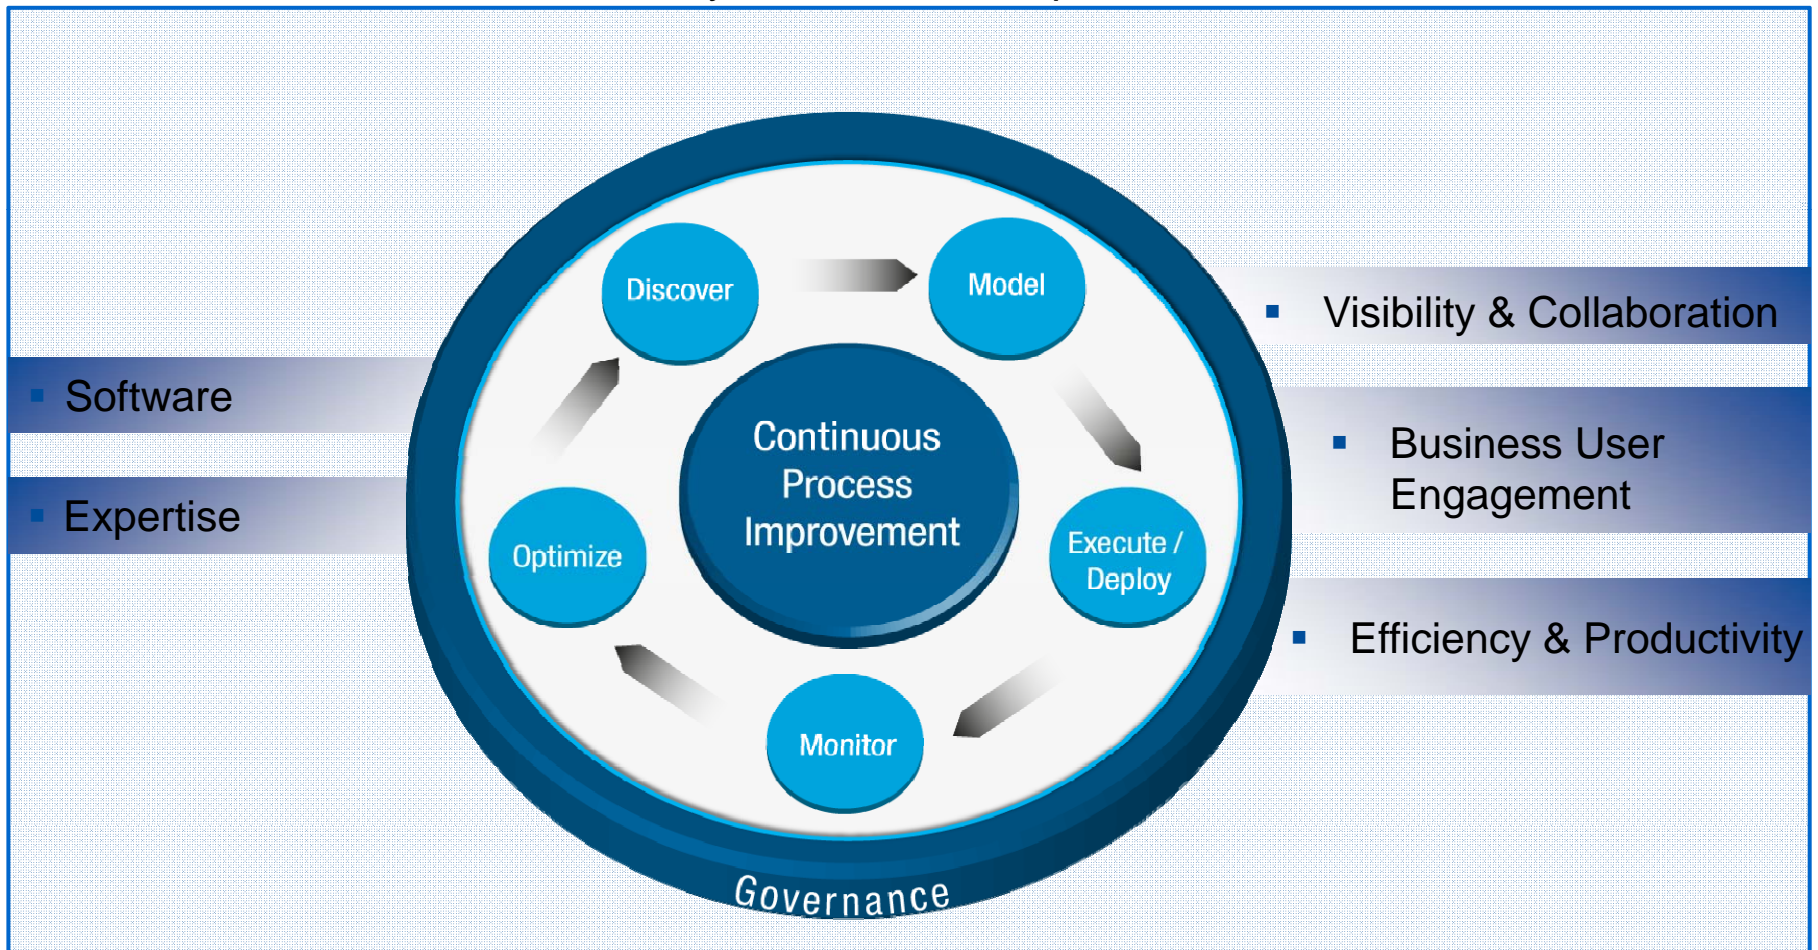 Software
Expertise
Discover
Model
Continuous
Process
Improvement
Optimize
Execute /
Deploy
Monitor
Governance
Visibility & Collaboration
Business User
Engagement
Efficiency & Productivity